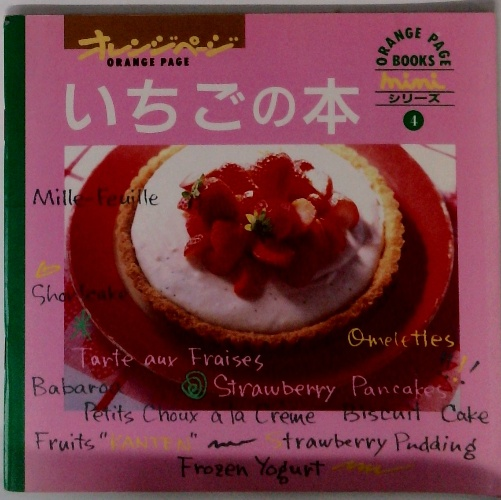 オレンジページ
ORANGE PAGE
ORANGE PAGE
BOOKS
mini
シリーズ
4
いちごの本
Mille-Feuille
Shortcake
Omelettes
Tarte aux Fraises
Babaroa Strawberry Pancakes
Petits Choux à la Crème Biscuit Cake
Fruits "KANTEN" Strawberry Pudding
Frozen Yogurt